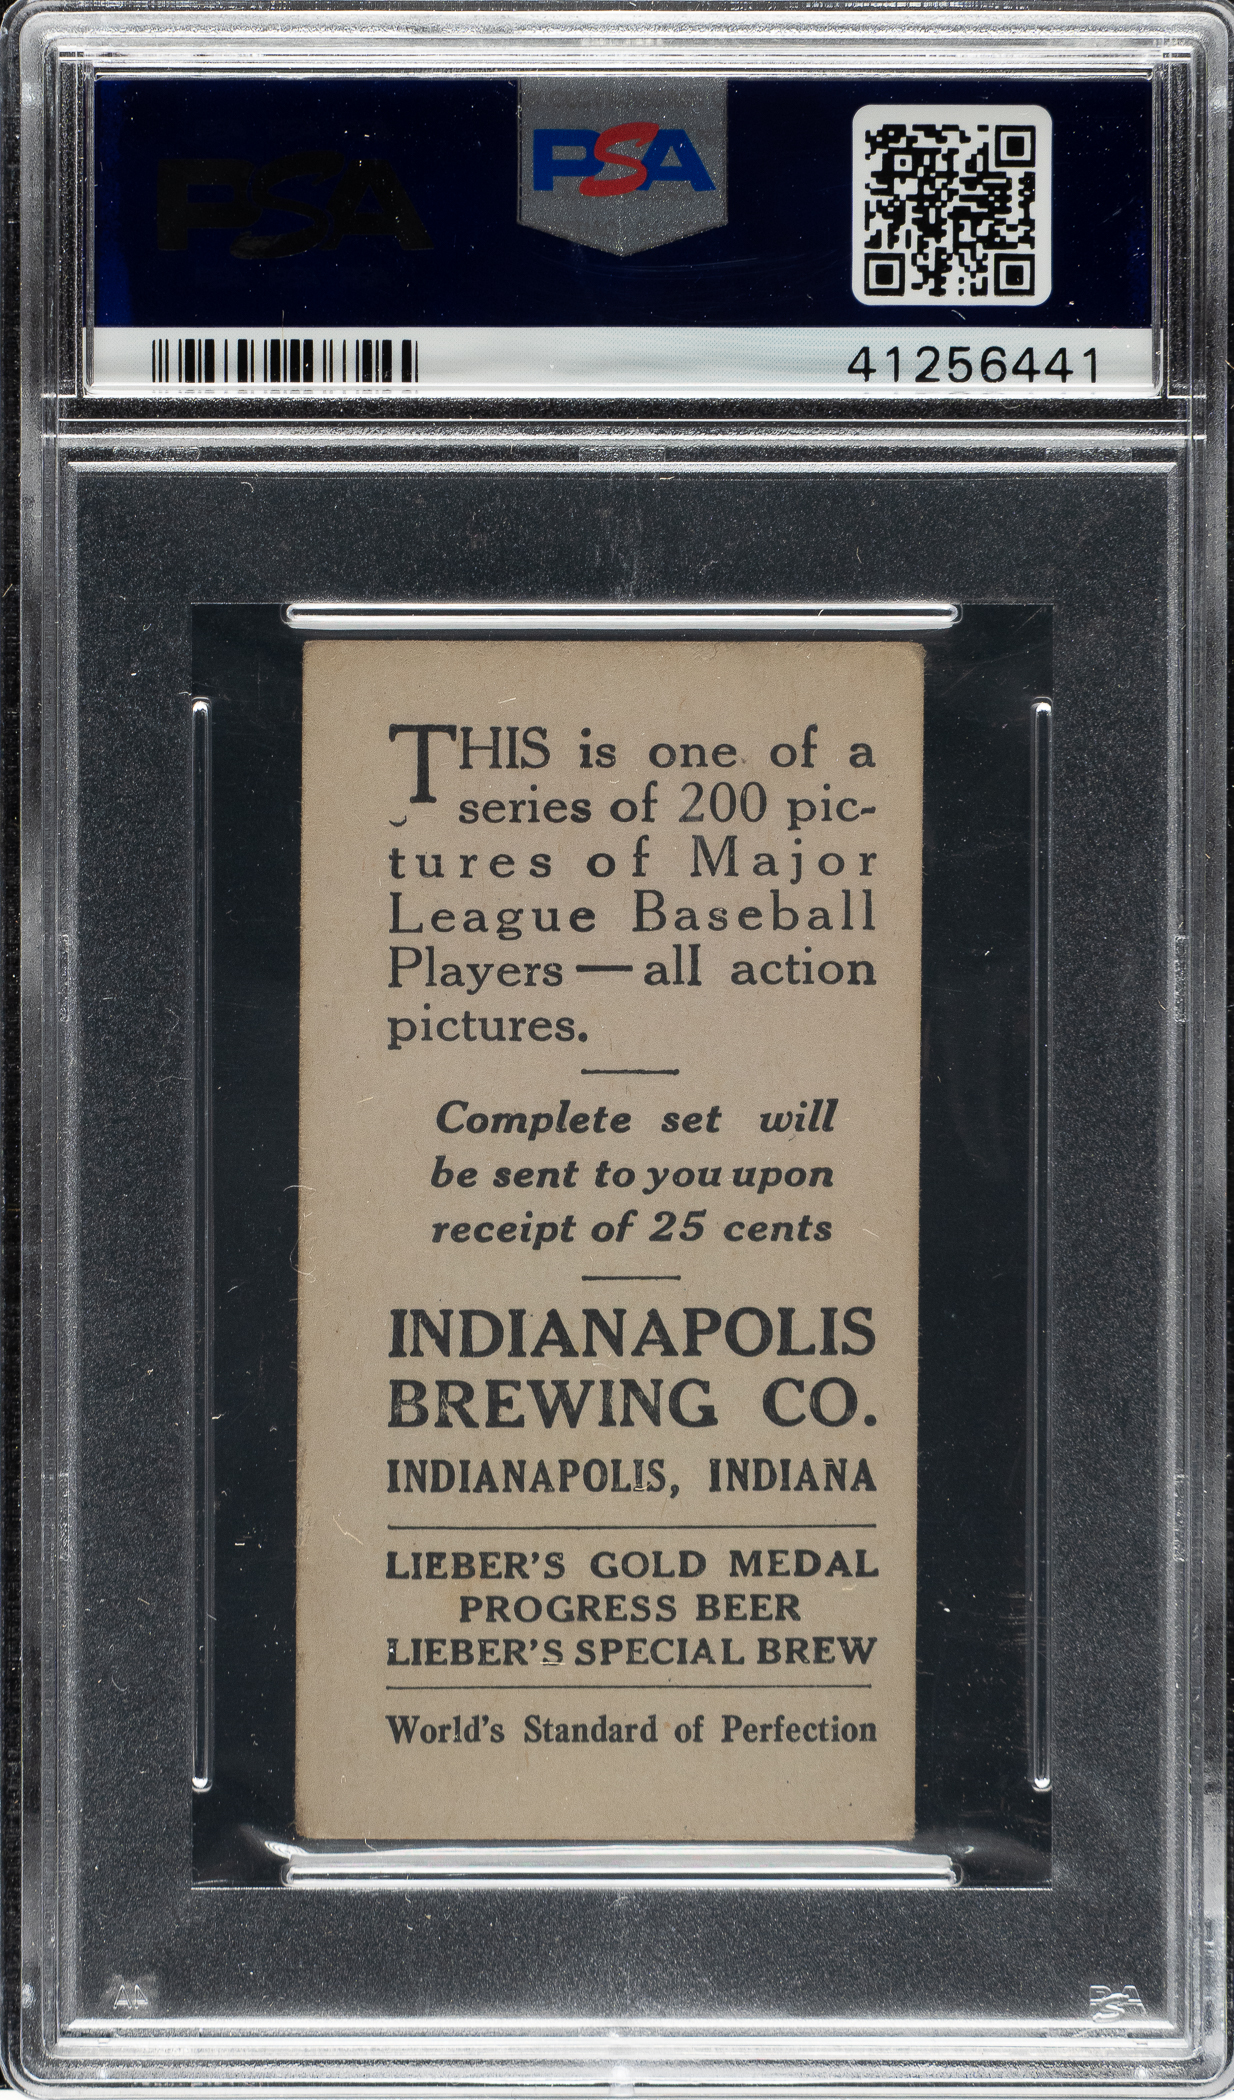 PSA
PSA
41256441
THIS is one of a
series of 200 pic-
tures of Major
League Baseball
Players — all action
pictures.
Complete set will
be sent to you upon
receipt of 25 cents
INDIANAPOLIS
BREWING CO.
INDIANAPOLIS, INDIANA
LIEBER'S GOLD MEDAL
PROGRESS BEER
LIEBER'S SPECIAL BREW
World's Standard of Perfection
PSA